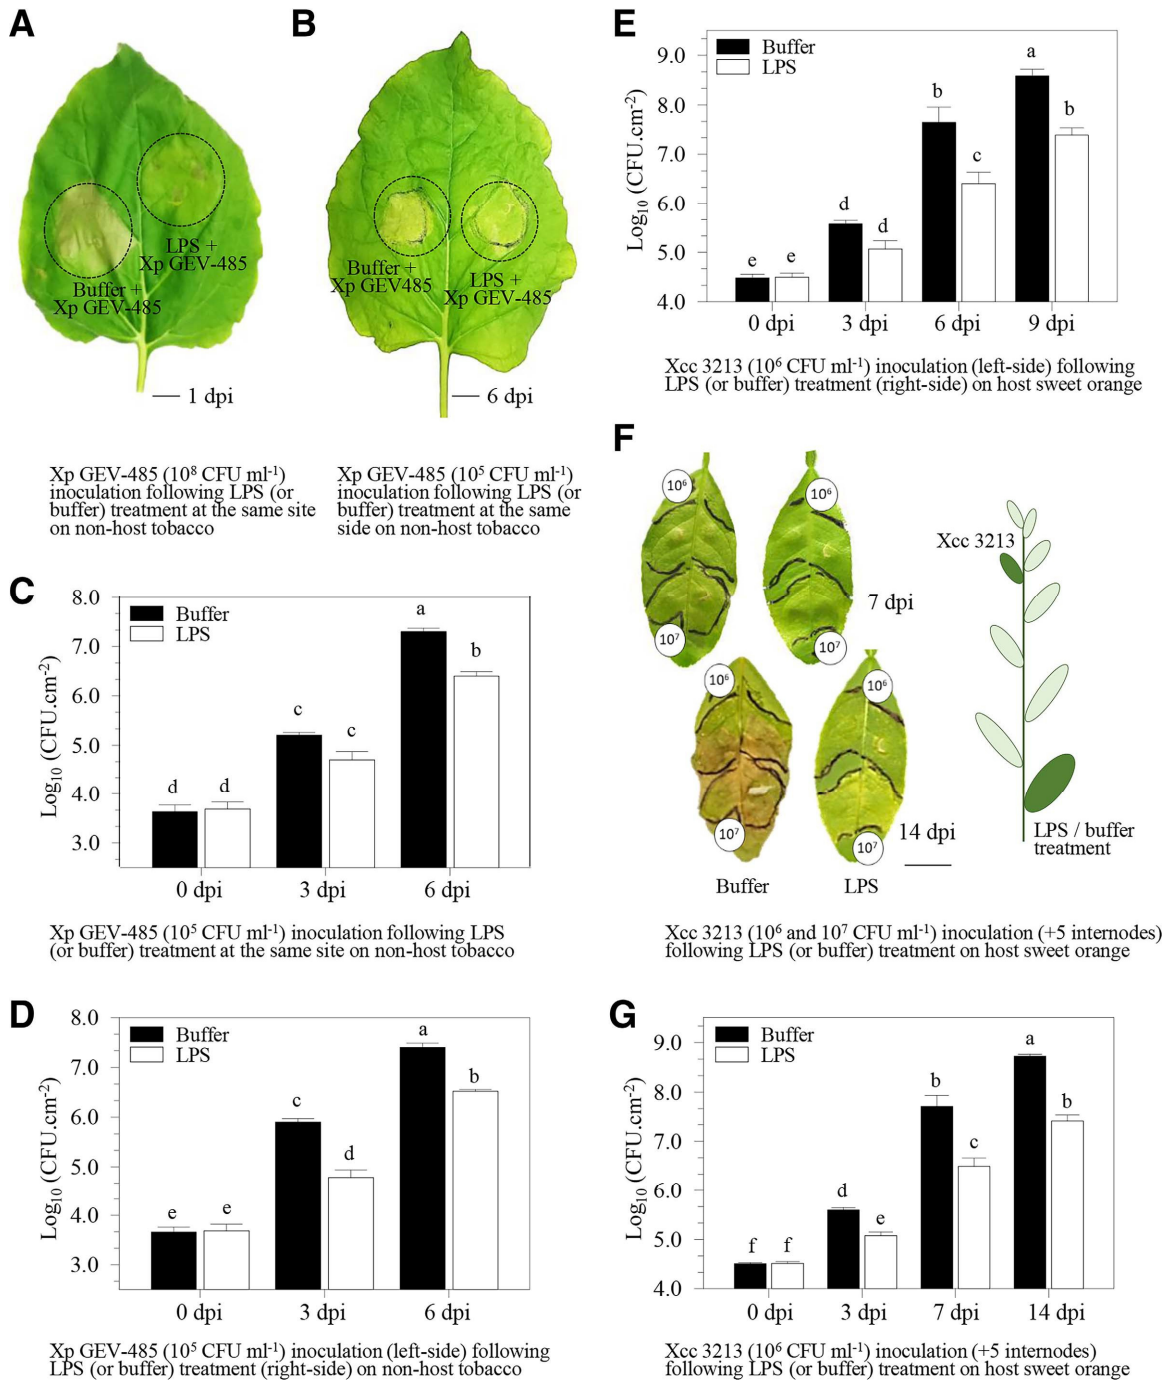 A
LPS +
Xp GEV-485
Buffer +
Xp GEV-485
1 dpi
Xp GEV-485 (10⁸ CFU ml⁻¹)
inoculation following LPS (or
buffer) treatment at the same site
on non-host tobacco
B
Buffer +
Xp GEV485
LPS +
Xp GEV-485
6 dpi
Xp GEV-485 (10⁵ CFU ml⁻¹)
inoculation following LPS (or
buffer) treatment at the same
side on non-host tobacco
C
Log₁₀ (CFU.cm⁻²)
8.0
7.0
6.0
5.0
4.0
3.0
Buffer
LPS
d d c c a b
0 dpi 3 dpi 6 dpi
Xp GEV-485 (10⁵ CFU ml⁻¹) inoculation following LPS
(or buffer) treatment at the same site on non-host tobacco
D
Log₁₀ (CFU.cm⁻²)
8.0
7.0
6.0
5.0
4.0
3.0
Buffer
LPS
e e c d a b
0 dpi 3 dpi 6 dpi
Xp GEV-485 (10⁵ CFU ml⁻¹) inoculation (left-side) following
LPS (or buffer) treatment (right-side) on non-host tobacco
E
Log₁₀ (CFU.cm⁻²)
9.0
8.0
7.0
6.0
5.0
4.0
Buffer
LPS
e e d d b c a b
0 dpi 3 dpi 6 dpi 9 dpi
Xcc 3213 (10⁶ CFU ml⁻¹) inoculation (left-side) following
LPS (or buffer) treatment (right-side) on host sweet orange
F
10⁶ 10⁶
10⁷ 10⁷
7 dpi
10⁶ 10⁶
10⁷ 10⁷
14 dpi
Buffer LPS
Xcc 3213
LPS / buffer
treatment
Xcc 3213 (10⁶ and 10⁷ CFU ml⁻¹) inoculation (+5 internodes)
following LPS (or buffer) treatment on host sweet orange
G
Log₁₀ (CFU.cm⁻²)
9.0
8.0
7.0
6.0
5.0
4.0
Buffer
LPS
f f d e b c a b
0 dpi 3 dpi 7 dpi 14 dpi
Xcc 3213 (10⁶ CFU ml⁻¹) inoculation (+5 internodes)
following LPS (or buffer) treatment on host sweet orange